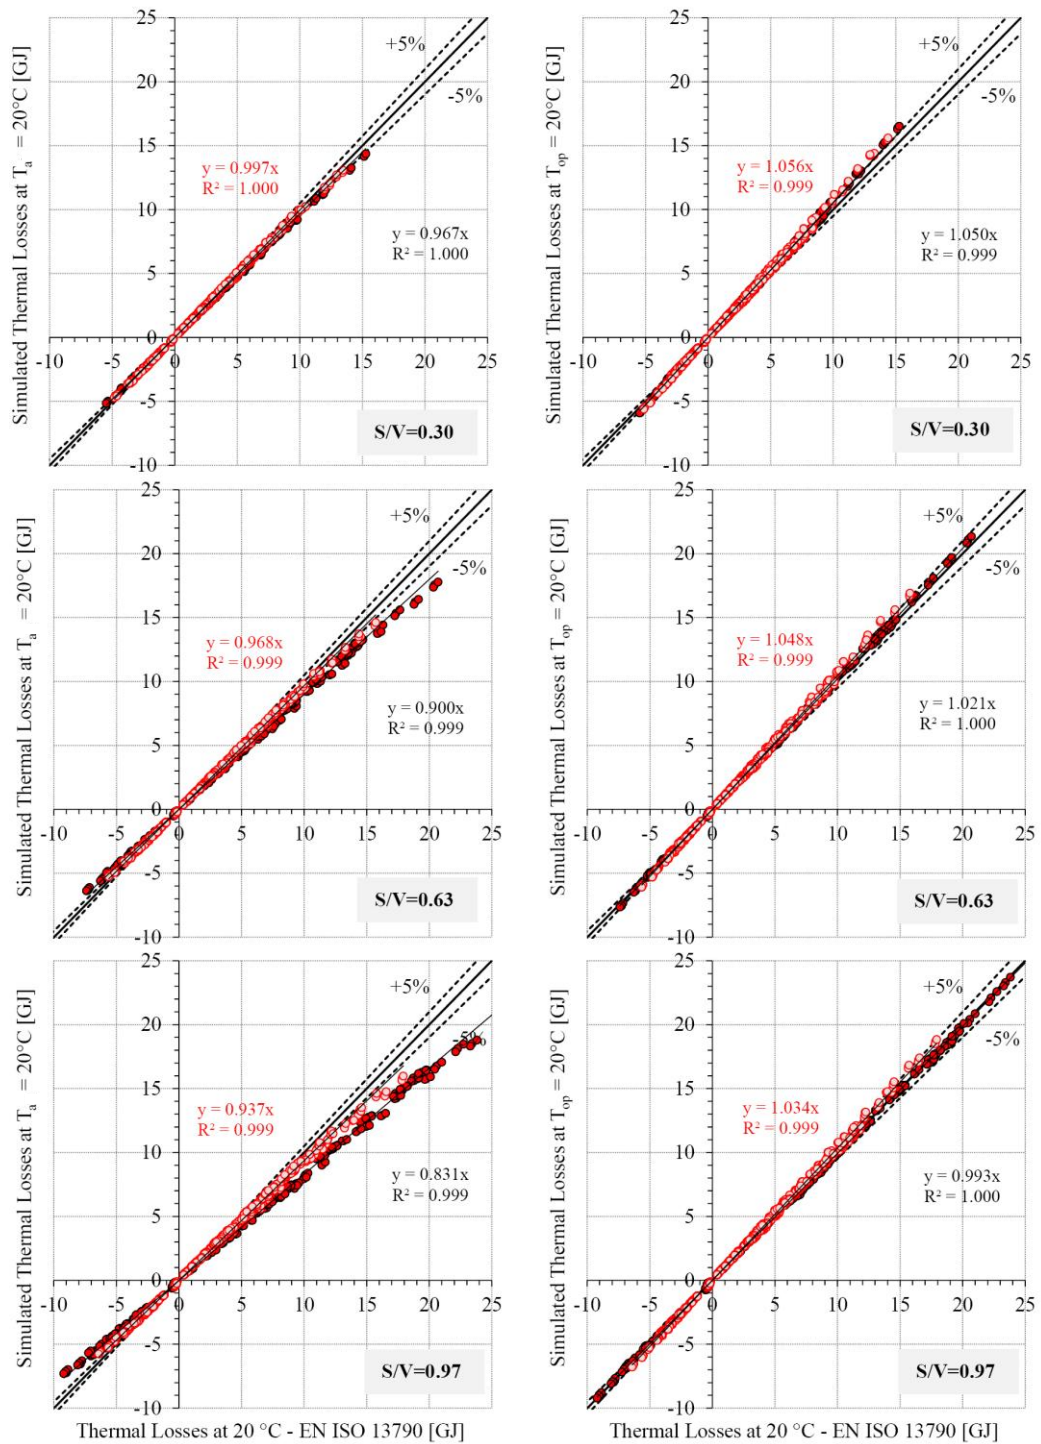 Simulated Thermal Losses at Tₐ = 20°C [GJ]
25
20
15
10
5
0
-5
-10
-10 -5 0 5 10 15 20 25
+5%
-5%
y = 0.997x
R² = 1.000
y = 0.967x
R² = 1.000
S/V=0.30
Simulated Thermal Losses at Tₒₚ = 20°C [GJ]
25
20
15
10
5
0
-5
-10
-10 -5 0 5 10 15 20 25
+5%
-5%
y = 1.056x
R² = 0.999
y = 1.050x
R² = 0.999
S/V=0.30
Simulated Thermal Losses at Tₐ = 20°C [GJ]
25
20
15
10
5
0
-5
-10
-10 -5 0 5 10 15 20 25
+5%
-5%
y = 0.968x
R² = 0.999
y = 0.900x
R² = 0.999
S/V=0.63
Simulated Thermal Losses at Tₒₚ = 20°C [GJ]
25
20
15
10
5
0
-5
-10
-10 -5 0 5 10 15 20 25
+5%
-5%
y = 1.048x
R² = 0.999
y = 1.021x
R² = 1.000
S/V=0.63
Simulated Thermal Losses at Tₐ = 20°C [GJ]
25
20
15
10
5
0
-5
-10
-10 -5 0 5 10 15 20 25
+5%
-5%
y = 0.937x
R² = 0.999
y = 0.831x
R² = 0.999
S/V=0.97
Thermal Losses at 20 °C - EN ISO 13790 [GJ]
Simulated Thermal Losses at Tₒₚ = 20°C [GJ]
25
20
15
10
5
0
-5
-10
-10 -5 0 5 10 15 20 25
+5%
-5%
y = 1.034x
R² = 0.999
y = 0.993x
R² = 1.000
S/V=0.97
Thermal Losses at 20 °C - EN ISO 13790 [GJ]